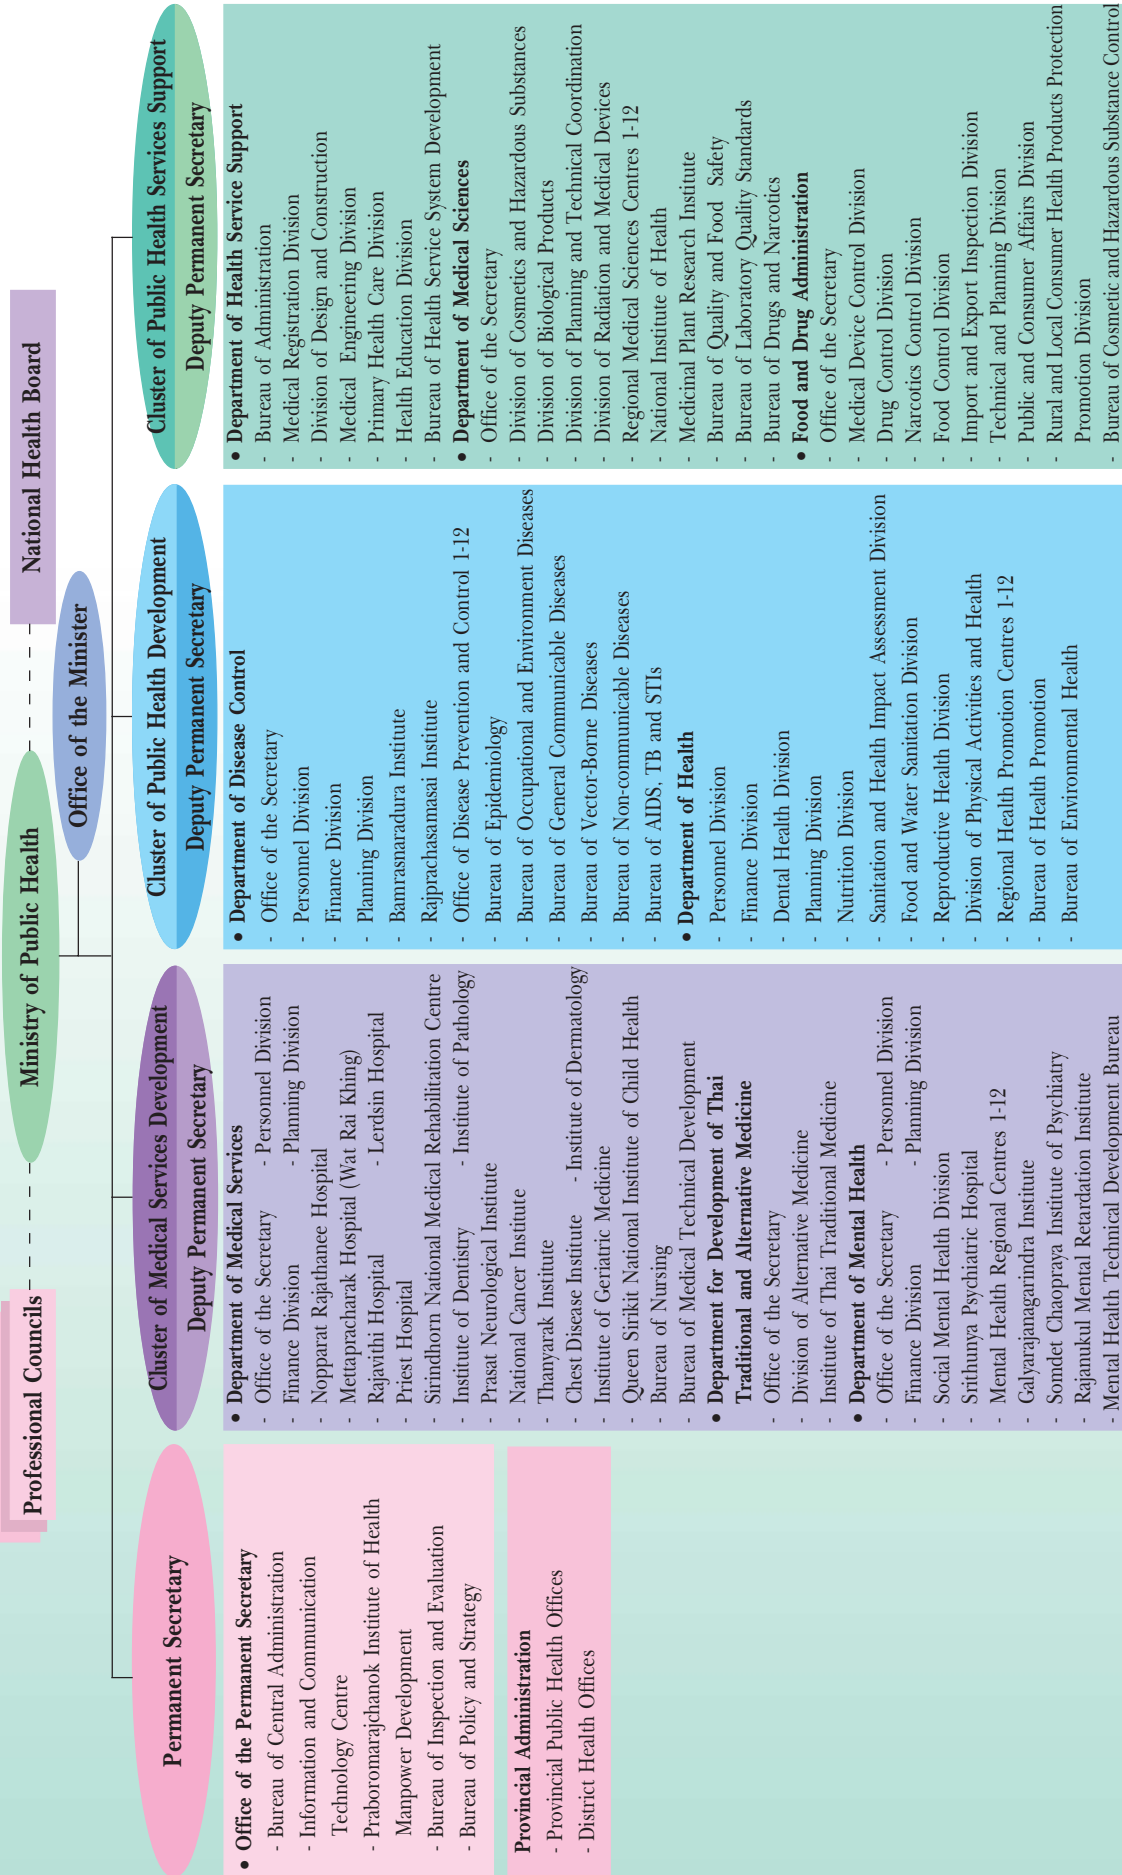 Professional Councils
Ministry of Public Health
National Health Board
Office of the Minister
Permanent Secretary
• Office of the Permanent Secretary
- Bureau of Central Administration
- Information and Communication
Technology Centre
- Praboromarajchanok Institute of Health
Manpower Development
- Bureau of Inspection and Evaluation
- Bureau of Policy and Strategy
Provincial Administration
- Provincial Public Health Offices
- District Health Offices
Cluster of Medical Services Development
Deputy Permanent Secretary
• Department of Medical Services
- Office of the Secretary - Personnel Division
- Finance Division - Planning Division
- Nopparat Rajathanee Hospital
- Mettapracharak Hospital (Wat Rai Khing)
- Rajavithi Hospital - Lerdsin Hospital
- Priest Hospital
- Sirindhorn National Medical Rehabilitation Centre
- Institute of Dentistry - Institute of Pathology
- Prasat Neurological Institute
- National Cancer Institute
- Thanyarak Institute
- Chest Disease Institute - Institute of Dermatology
- Institute of Geriatric Medicine
- Queen Sirikit National Institute of Child Health
- Bureau of Nursing
- Bureau of Medical Technical Development
• Department for Development of Thai
Traditional and Alternative Medicine
- Office of the Secretary
- Division of Alternative Medicine
- Institute of Thai Traditional Medicine
• Department of Mental Health
- Office of the Secretary - Personnel Division
- Finance Division - Planning Division
- Social Mental Health Division
- Srithunya Psychiatric Hospital
- Mental Health Regional Centres 1-12
- Galyarajanagarindra Institute
- Somdet Chaopraya Institute of Psychiatry
- Rajanukul Mental Retardation Institute
- Mental Health Technical Development Bureau
Cluster of Public Health Development
Deputy Permanent Secretary
• Department of Disease Control
- Office of the Secretary
- Personnel Division
- Finance Division
- Planning Division
- Bamrasnaradura Institute
- Rajprachasamasai Institute
- Office of Disease Prevention and Control 1-12
- Bureau of Epidemiology
- Bureau of Occupational and Environment Diseases
- Bureau of General Communicable Diseases
- Bureau of Vector-Borne Diseases
- Bureau of Non-communicable Diseases
- Bureau of AIDS, TB and STIs
• Department of Health
- Personnel Division
- Finance Division
- Dental Health Division
- Planning Division
- Nutrition Division
- Sanitation and Health Impact Assessment Division
- Food and Water Sanitation Division
- Reproductive Health Division
- Division of Physical Activities and Health
- Regional Health Promotion Centres 1-12
- Bureau of Health Promotion
- Bureau of Environmental Health
Cluster of Public Health Services Support
Deputy Permanent Secretary
• Department of Health Service Support
- Bureau of Administration
- Medical Registration Division
- Division of Design and Construction
- Medical Engineering Division
- Primary Health Care Division
- Health Education Division
- Bureau of Health Service System Development
• Department of Medical Sciences
- Office of the Secretary
- Division of Cosmetics and Hazardous Substances
- Division of Biological Products
- Division of Planning and Technical Coordination
- Division of Radiation and Medical Devices
- Regional Medical Sciences Centres 1-12
- National Institute of Health
- Medicinal Plant Research Institute
- Bureau of Quality and Food Safety
- Bureau of Laboratory Quality Standards
- Bureau of Drugs and Narcotics
• Food and Drug Administration
- Office of the Secretary
- Medical Device Control Division
- Drug Control Division
- Narcotics Control Division
- Food Control Division
- Import and Export Inspection Division
- Technical and Planning Division
- Public and Consumer Affairs Division
- Rural and Local Consumer Health Products Protection
Promotion Division
- Bureau of Cosmetic and Hazardous Substance Control